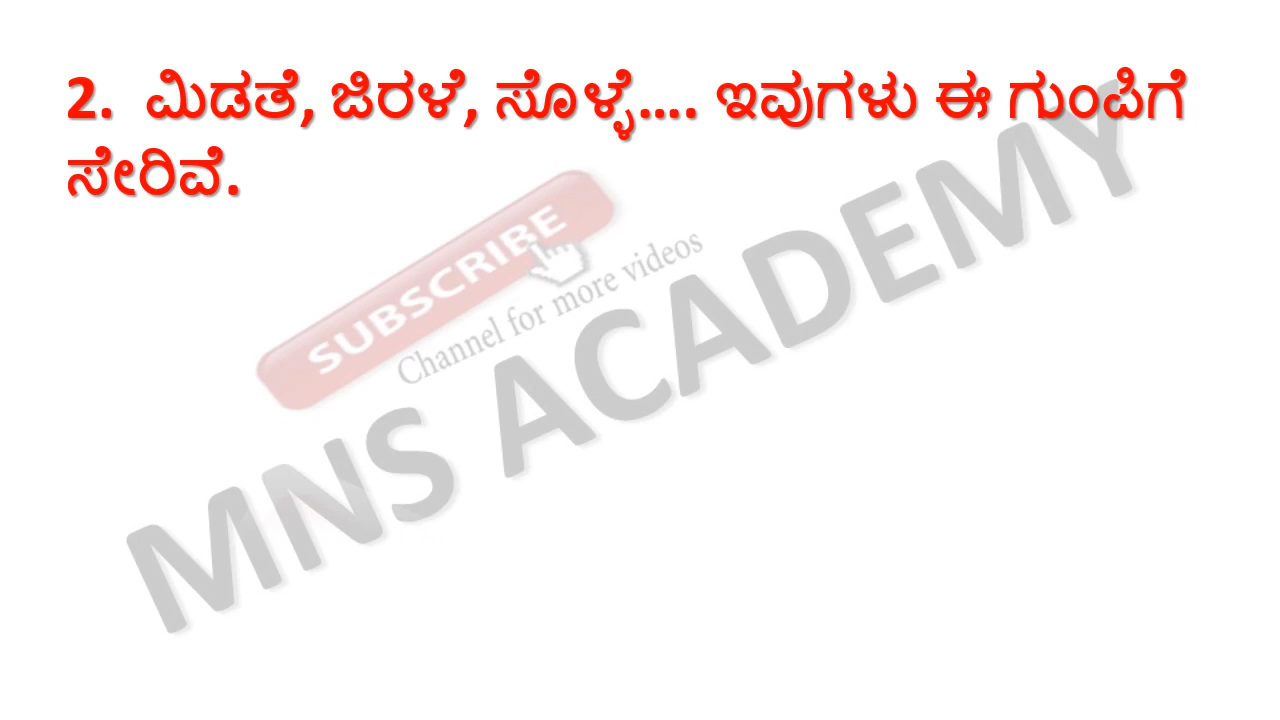 2. ಮಿಡತೆ, ಜಿರಳೆ, ಸೊಳ್ಳೆ…. ಇವುಗಳು ಈ ಗುಂಪಿಗೆ
ಸೇರಿವೆ.
SUBSCRIBE
Channel for more videos
MNS ACADEMY